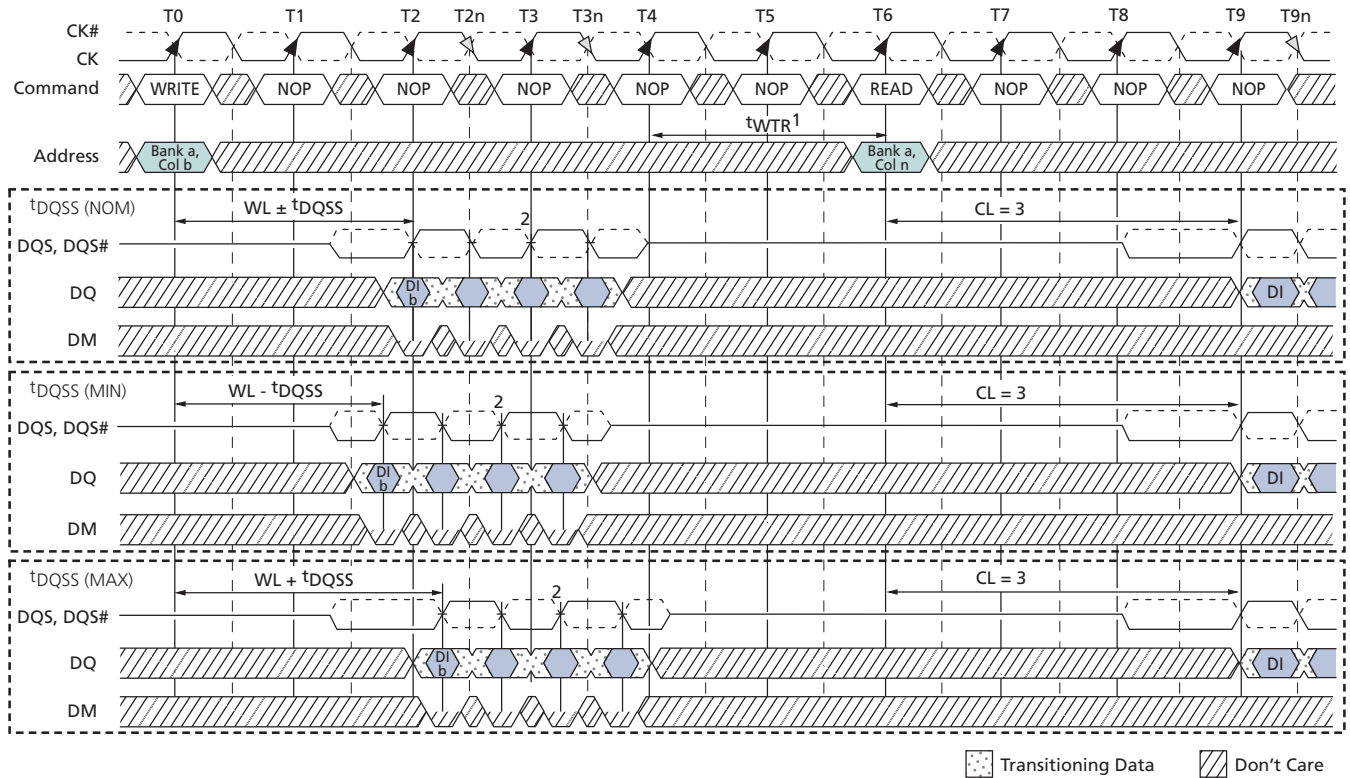 T0 T1 T2 T2n T3 T3n T4 T5 T6 T7 T8 T9 T9n
CK#
CK
Command WRITE NOP NOP NOP NOP NOP READ NOP NOP NOP
tWTR1
Address Bank a, Col b Bank a, Col n
tDQSS (NOM) WL ± tDQSS 2 CL = 3
DQS, DQS#
DQ DI b DI
DM
tDQSS (MIN) WL - tDQSS 2 CL = 3
DQS, DQS#
DQ DI b DI
DM
tDQSS (MAX) WL + tDQSS 2 CL = 3
DQS, DQS#
DQ DI b DI
DM
Transitioning Data Don't Care